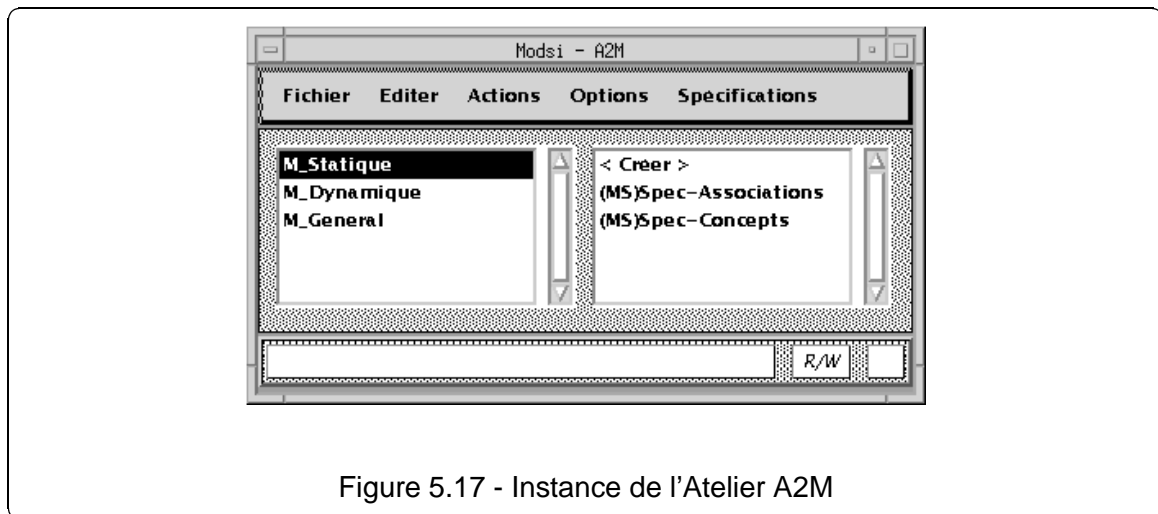 Modsi - A2M
Fichier Editer Actions Options Specifications
M_Statique
M_Dynamique
M_General
< Creer >
(MS)Spec-Associations
(MS)Spec-Concepts
R/W
Figure 5.17 - Instance de l'Atelier A2M